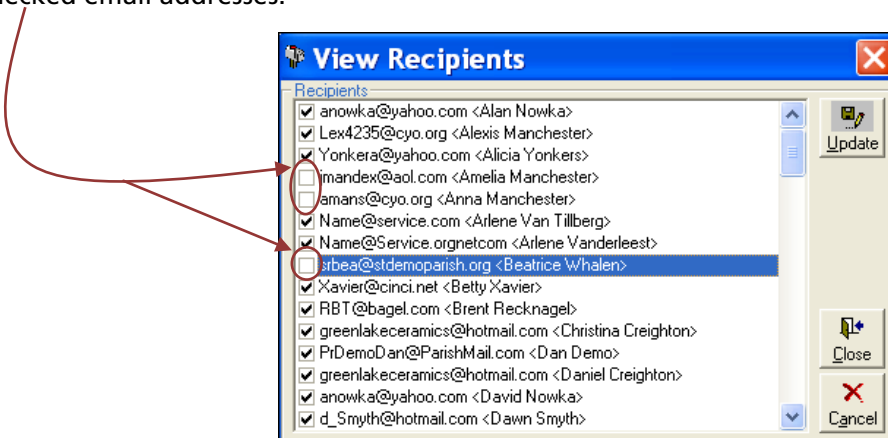 email addresses.
View Recipients
Recipients
anowka@yahoo.com <Alan Nowka>
Lex4235@cyo.org <Alexis Manchester>
Yonkera@yahoo.com <Alicia Yonkers>
imandex@aol.com <Amelia Manchester>
amans@cyo.org <Anna Manchester>
Name@service.com <Arlene Van Tillberg>
Name@Service.orgnetcom <Arlene Vanderleest>
srbea@stdemoparish.org <Beatrice Whalen>
Xavier@cinci.net <Betty Xavier>
RBT@bagel.com <Brent Recknagel>
greenlakeceramics@hotmail.com <Christina Creighton>
PrDemoDan@ParishMail.com <Dan Demo>
greenlakeceramics@hotmail.com <Daniel Creighton>
anowka@yahoo.com <David Nowka>
d_Smyth@hotmail.com <Dawn Smyth>
Update
Close
Cancel